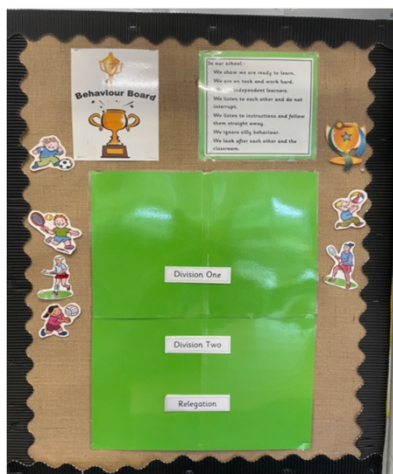 Behaviour Board
In our school :
We show we are ready to learn.
We are on task and work hard.
independent learners.
We listen to each other and do not
interrupt.
We listen to instructions and follow
them straight away.
We ignore silly behaviour.
We look after each other and the
classroom.
Division One
Division Two
Relegation